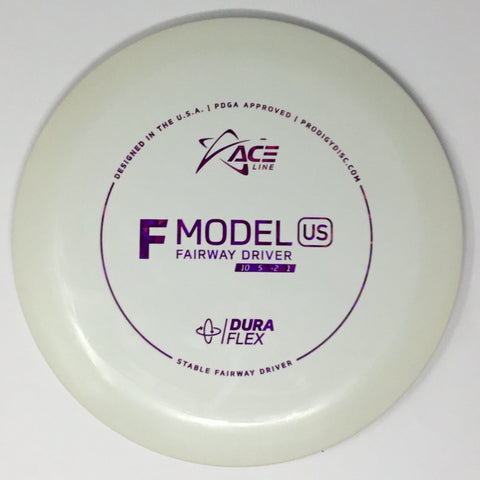 DESIGNED IN THE U.S.A. | PDGA APPROVED | PRODIGYDISC.COM
ACE
LINE
F MODEL US
FAIRWAY DRIVER
10 5 -2 1
DURA
FLEX
STABLE FAIRWAY DRIVER